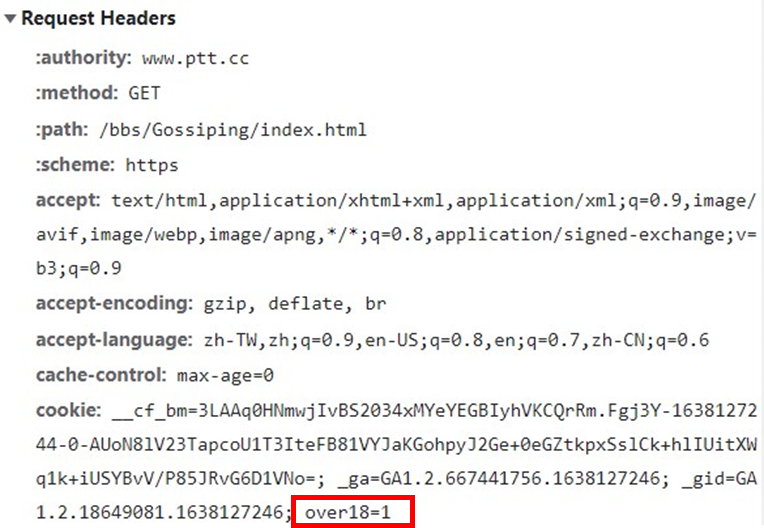 Request Headers
:authority: www.ptt.cc
:method: GET
:path: /bbs/Gossiping/index.html
:scheme: https
accept: text/html,application/xhtml+xml,application/xml;q=0.9,image/
avif,image/webp,image/apng,*/*;q=0.8,application/signed-exchange;v=
b3;q=0.9
accept-encoding: gzip, deflate, br
accept-language: zh-TW,zh;q=0.9,en-US;q=0.8,en;q=0.7,zh-CN;q=0.6
cache-control: max-age=0
cookie: __cf_bm=3LAAq0HNmwjIvBS2034xMYeYEGBIyhVKCQrRm.Fgj3Y-16381272
44-0-AUoN8lV23TapcoU1T3IteFB81VYJaKGohpyJ2Ge+0eGZtkpxSslCk+hlIUitXW
q1k+iUSYBvV/P85JRvG6D1VNo=; _ga=GA1.2.667441756.1638127246; _gid=GA
1.2.18649081.1638127246; over18=1